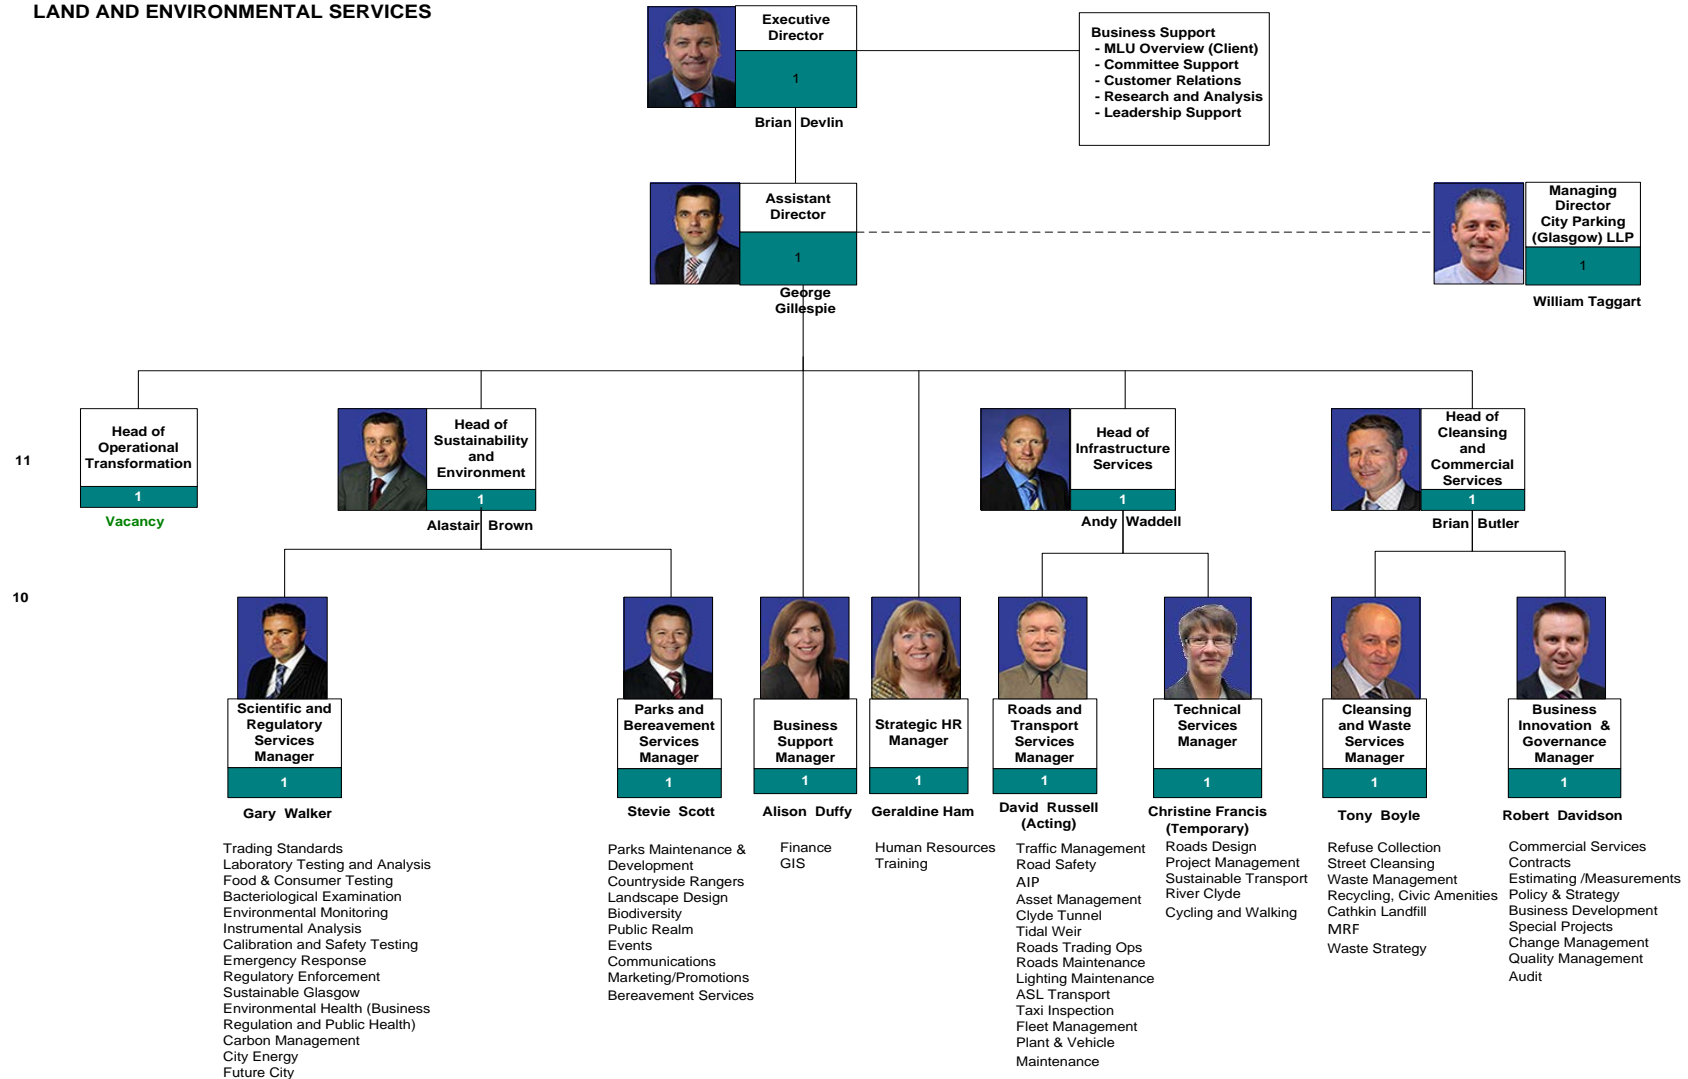 LAND AND ENVIRONMENTAL SERVICES
Executive
Director
1
Brian Devlin
Business Support
- MLU Overview (Client)
- Committee Support
- Customer Relations
- Research and Analysis
- Leadership Support
Assistant
Director
1
George
Gillespie
Managing
Director
City Parking
(Glasgow) LLP
1
William Taggart
11
Head of
Operational
Transformation
1
Vacancy
Head of
Sustainability
and
Environment
1
Alastair Brown
Head of
Infrastructure
Services
1
Andy Waddell
Head of
Cleansing
and
Commercial
Services
1
Brian Butler
10
Scientific and
Regulatory
Services
Manager
1
Gary Walker
Trading Standards
Laboratory Testing and Analysis
Food & Consumer Testing
Bacteriological Examination
Environmental Monitoring
Instrumental Analysis
Calibration and Safety Testing
Emergency Response
Regulatory Enforcement
Sustainable Glasgow
Environmental Health (Business
Regulation and Public Health)
Carbon Management
City Energy
Future City
Parks and
Bereavement
Services
Manager
1
Stevie Scott
Parks Maintenance &
Development
Countryside Rangers
Landscape Design
Biodiversity
Public Realm
Events
Communications
Marketing/Promotions
Bereavement Services
Business
Support
Manager
1
Alison Duffy
Finance
GIS
Strategic HR
Manager
1
Geraldine Ham
Human Resources
Training
Roads and
Transport
Services
Manager
1
David Russell
(Acting)
Traffic Management
Road Safety
AIP
Asset Management
Clyde Tunnel
Tidal Weir
Roads Trading Ops
Roads Maintenance
Lighting Maintenance
ASL Transport
Taxi Inspection
Fleet Management
Plant & Vehicle
Maintenance
Technical
Services
Manager
1
Christine Francis
(Temporary)
Roads Design
Project Management
Sustainable Transport
River Clyde
Cycling and Walking
Cleansing
and Waste
Services
Manager
1
Tony Boyle
Refuse Collection
Street Cleansing
Waste Management
Recycling, Civic Amenities
Cathkin Landfill
MRF
Waste Strategy
Business
Innovation &
Governance
Manager
1
Robert Davidson
Commercial Services
Contracts
Estimating /Measurements
Policy & Strategy
Business Development
Special Projects
Change Management
Quality Management
Audit